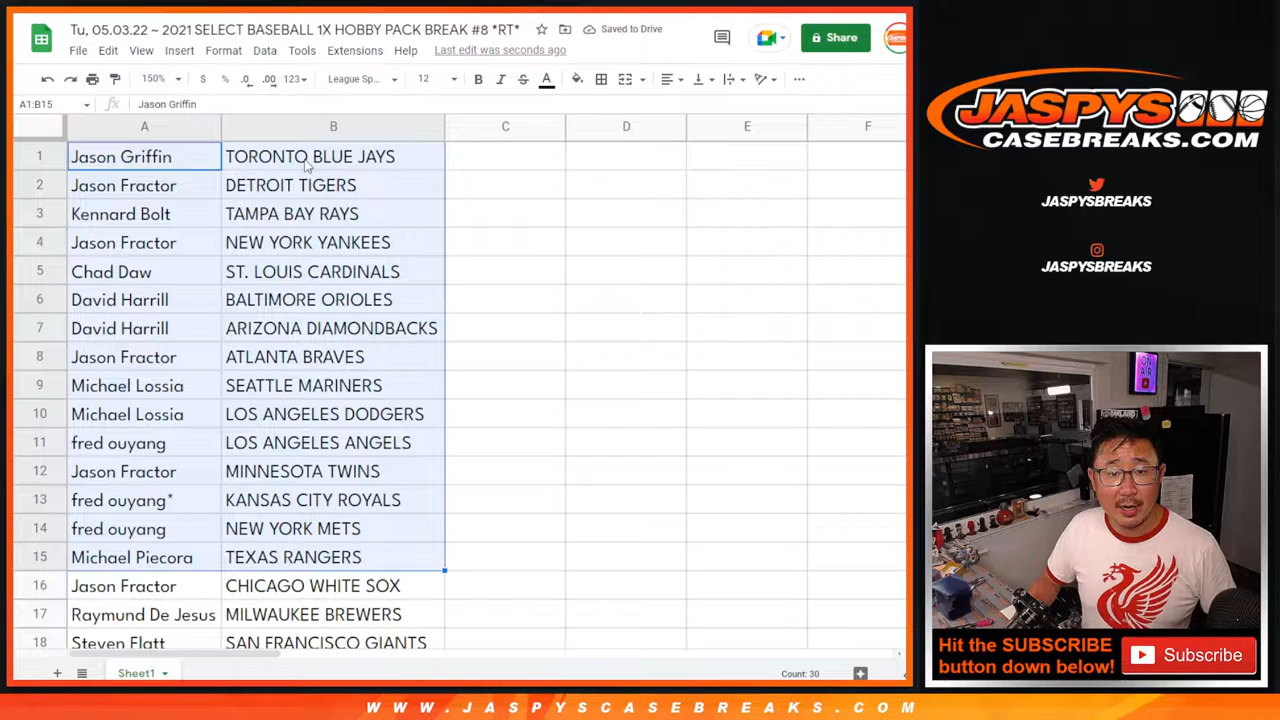 Tu, 05.03.22 ~ 2021 SELECT BASEBALL 1X HOBBY PACK BREAK #8 *RT*
Saved to Drive
File Edit View Insert Format Data Tools Extensions Help Last edit was seconds ago
Share
150% $ % .0 .00 123 League Sp... 12 B I S A
A1:B15 fx Jason Griffin
A B C D E F
1 Jason Griffin TORONTO BLUE JAYS
2 Jason Fractor DETROIT TIGERS
3 Kennard Bolt TAMPA BAY RAYS
4 Jason Fractor NEW YORK YANKEES
5 Chad Daw ST. LOUIS CARDINALS
6 David Harrill BALTIMORE ORIOLES
7 David Harrill ARIZONA DIAMONDBACKS
8 Jason Fractor ATLANTA BRAVES
9 Michael Lossia SEATTLE MARINERS
10 Michael Lossia LOS ANGELES DODGERS
11 fred ouyang LOS ANGELES ANGELS
12 Jason Fractor MINNESOTA TWINS
13 fred ouyang* KANSAS CITY ROYALS
14 fred ouyang NEW YORK METS
15 Michael Piecora TEXAS RANGERS
16 Jason Fractor CHICAGO WHITE SOX
17 Raymund De Jesus MILWAUKEE BREWERS
18 Steven Flatt SAN FRANCISCO GIANTS
Sheet1
Count: 30
JASPYS
CASEBREAKS.COM
JASPYSBREAKS
JASPYSBREAKS
ON
AIR
Hit the SUBSCRIBE
button down below!
Subscribe
WWW.JASPYSCASEBREAKS.COM